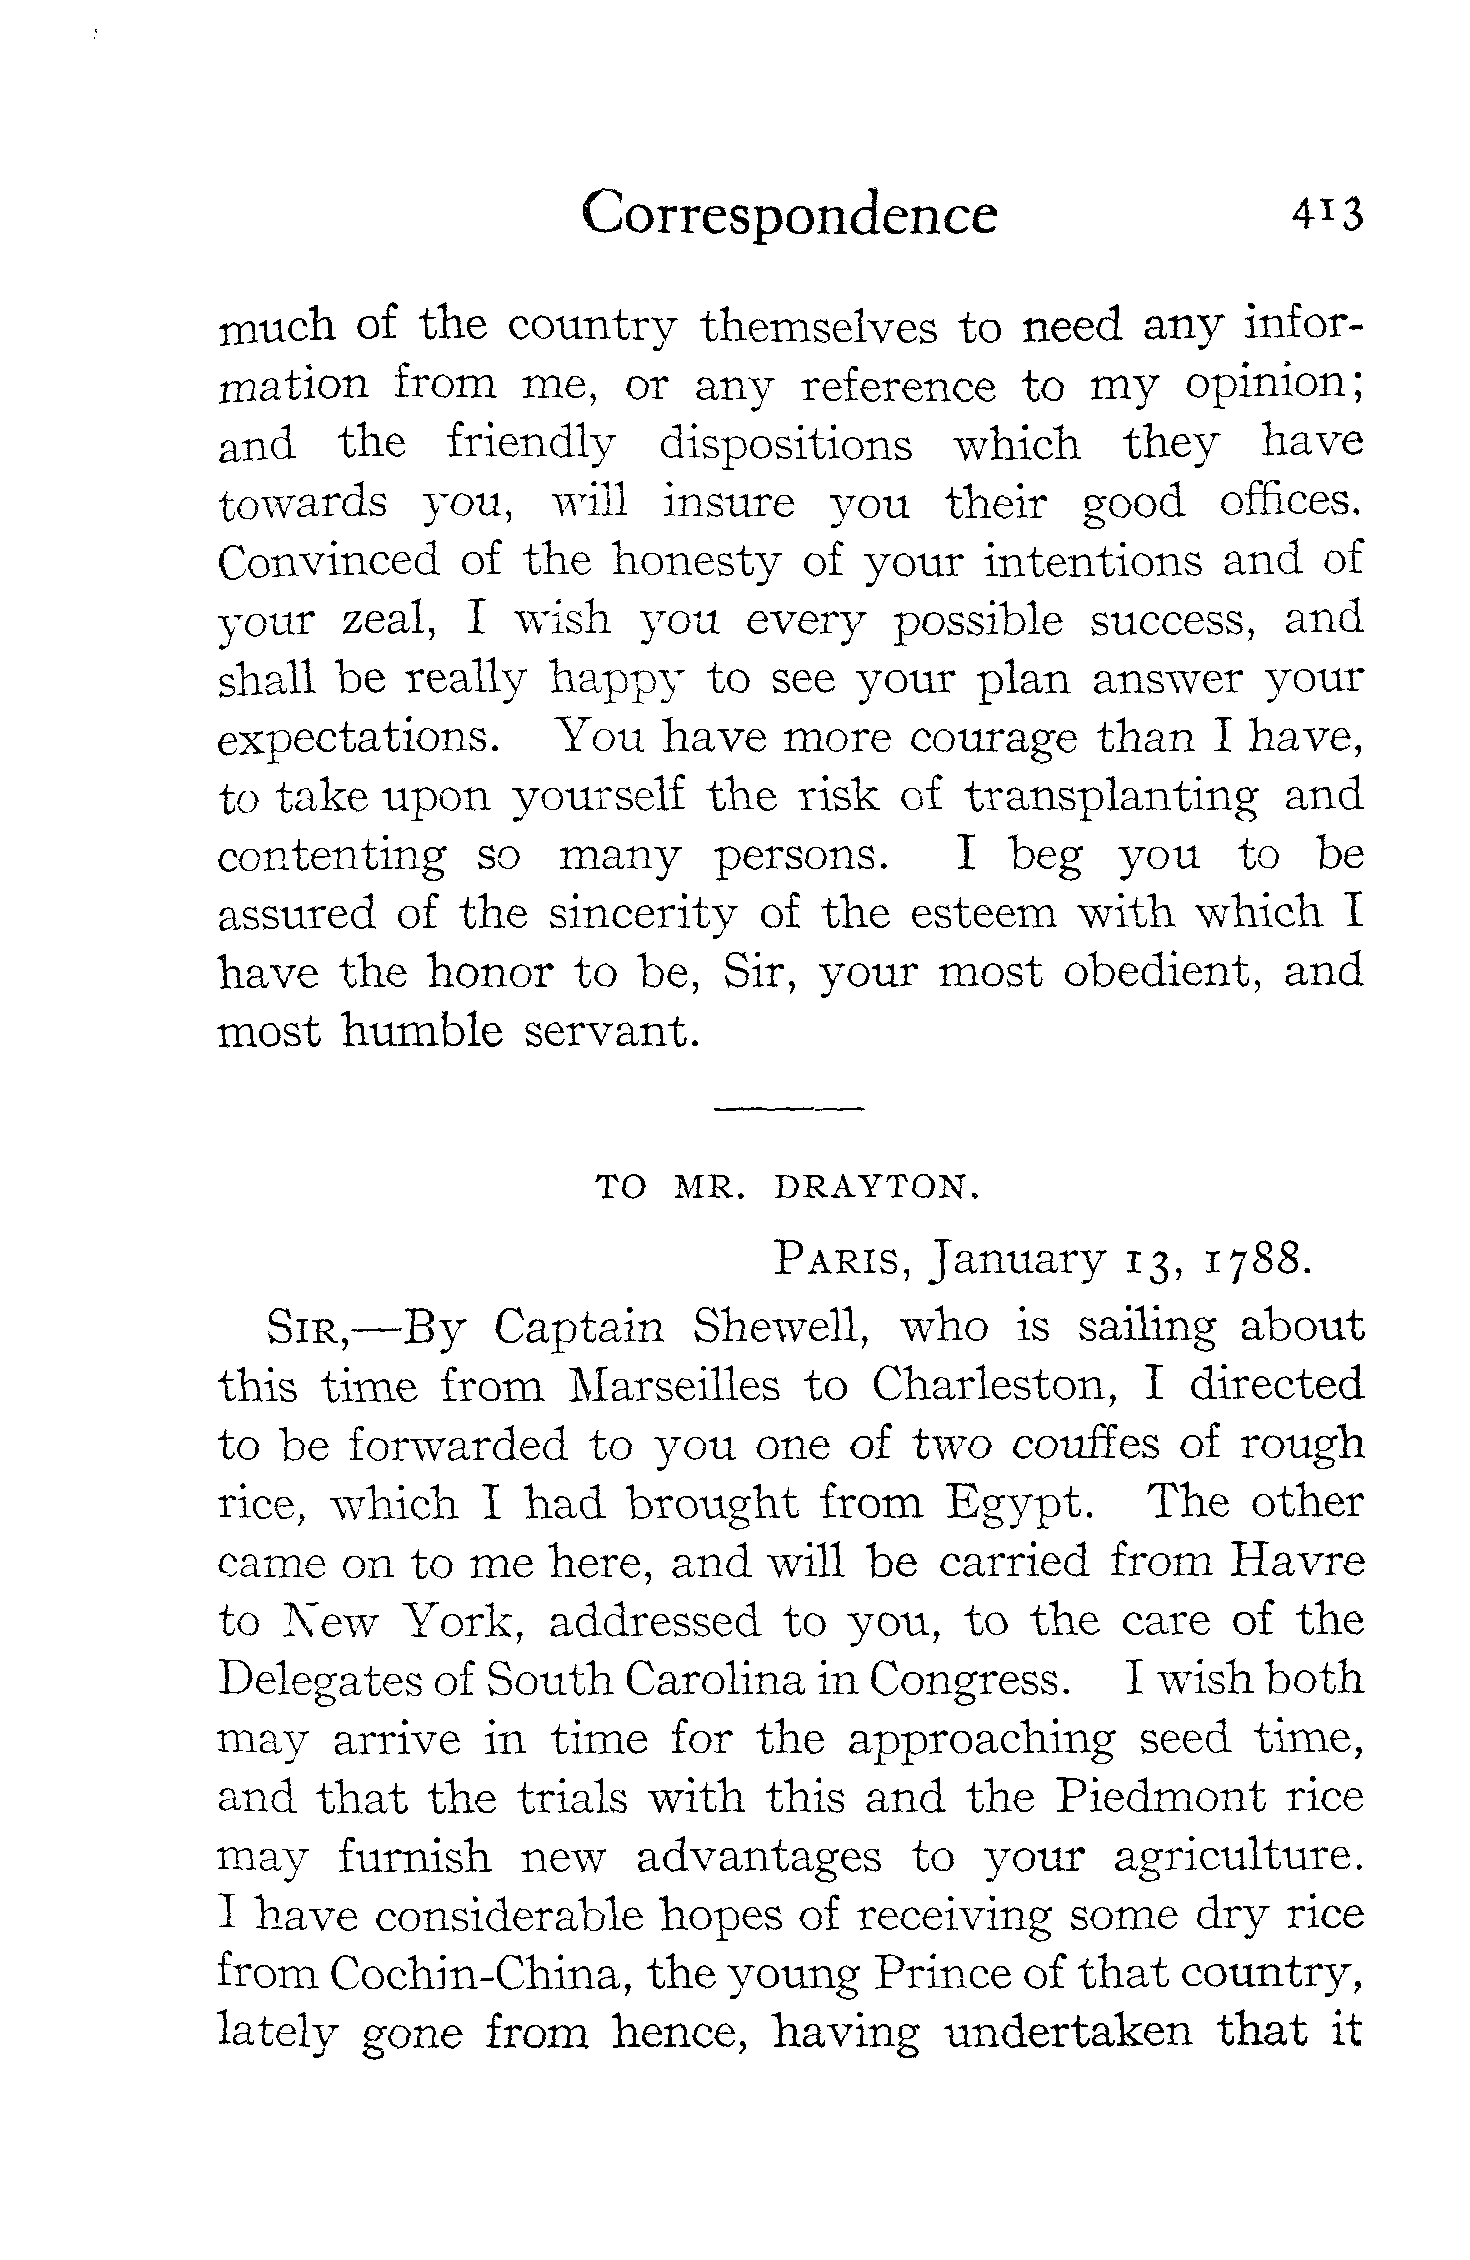 Correspondence 413
much of the country themselves to need any infor-
mation from me, or any reference to my opinion;
and the friendly dispositions which they have
towards you, will insure you their good offices.
Convinced of the honesty of your intentions and of
your zeal, I wish you every possible success, and
shall be really happy to see your plan answer your
expectations. You have more courage than I have,
to take upon yourself the risk of transplanting and
contenting so many persons. I beg you to be
assured of the sincerity of the esteem with which I
have the honor to be, Sir, your most obedient, and
most humble servant.
TO MR. DRAYTON.
PARIS, January 13, 1788.
SIR,—By Captain Shewell, who is sailing about
this time from Marseilles to Charleston, I directed
to be forwarded to you one of two couffes of rough
rice, which I had brought from Egypt. The other
came on to me here, and will be carried from Havre
to New York, addressed to you, to the care of the
Delegates of South Carolina in Congress. I wish both
may arrive in time for the approaching seed time,
and that the trials with this and the Piedmont rice
may furnish new advantages to your agriculture.
I have considerable hopes of receiving some dry rice
from Cochin-China, the young Prince of that country,
lately gone from hence, having undertaken that it